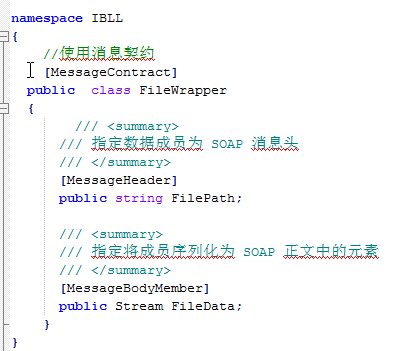 namespace IBLL
{
//使用消息契约
[MessageContract]
public  class FileWrapper
{
/// <summary>
/// 指定数据成员为 SOAP 消息头
/// </summary>
[MessageHeader]
public string FilePath;
/// <summary>
/// 指定将成员序列化为 SOAP 正文中的元素
/// </summary>
[MessageBodyMember]
public Stream FileData;
}
}